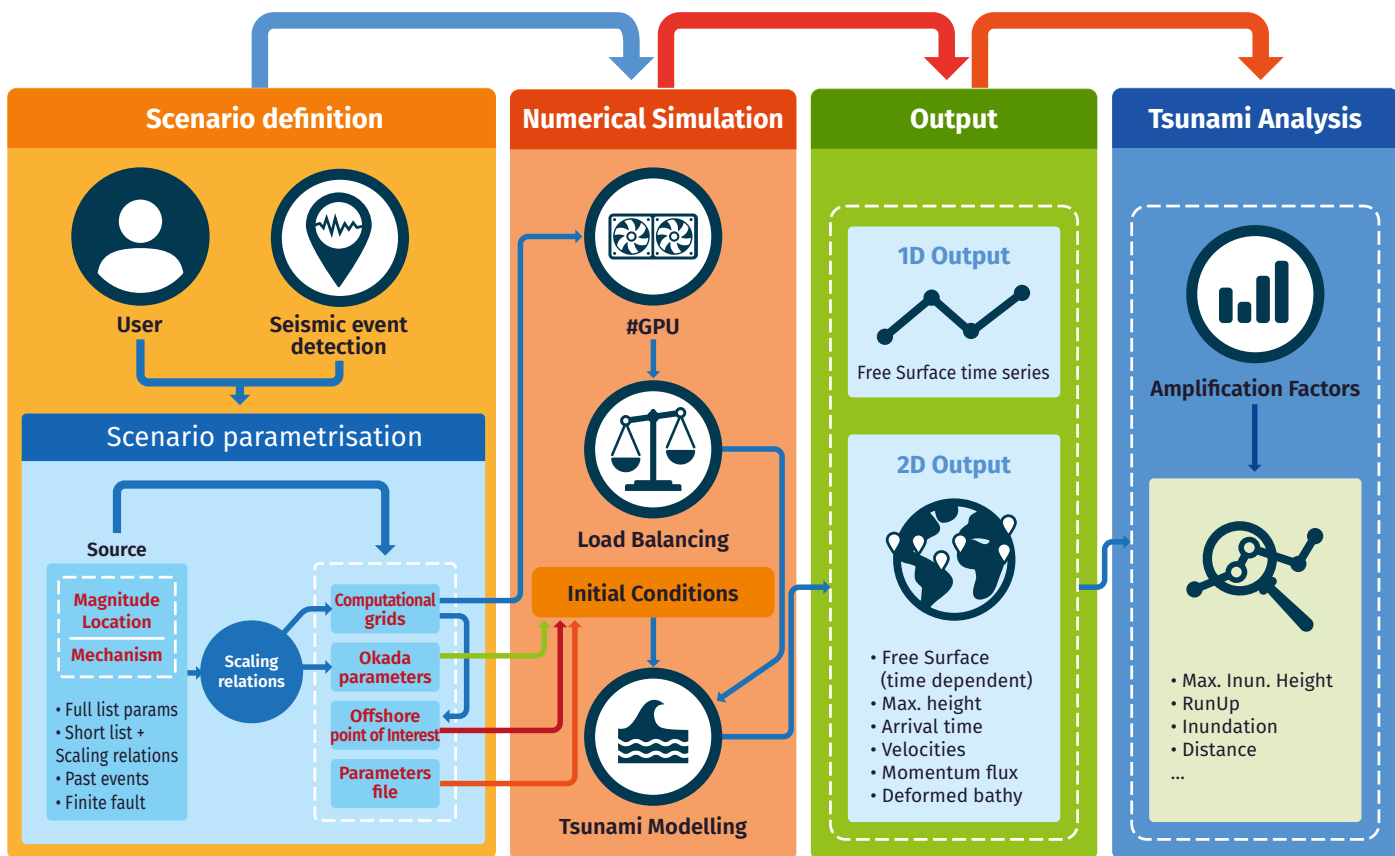 Scenario definition
User
Seismic event
detection
Scenario parametrisation
Source
Magnitude
Location
Mechanism
• Full list params
• Short list +
Scaling relations
• Past events
• Finite fault
Scaling
relations
Computational
grids
Okada
parameters
Offshore
point of Interest
Parameters
file
Numerical Simulation
#GPU
Load Balancing
Initial Conditions
Tsunami Modelling
Output
1D Output
Free Surface time series
2D Output
• Free Surface
(time dependent)
• Max. height
• Arrival time
• Velocities
• Momentum flux
• Deformed bathy
Tsunami Analysis
Amplification Factors
• Max. Inun. Height
• RunUp
• Inundation
• Distance
...